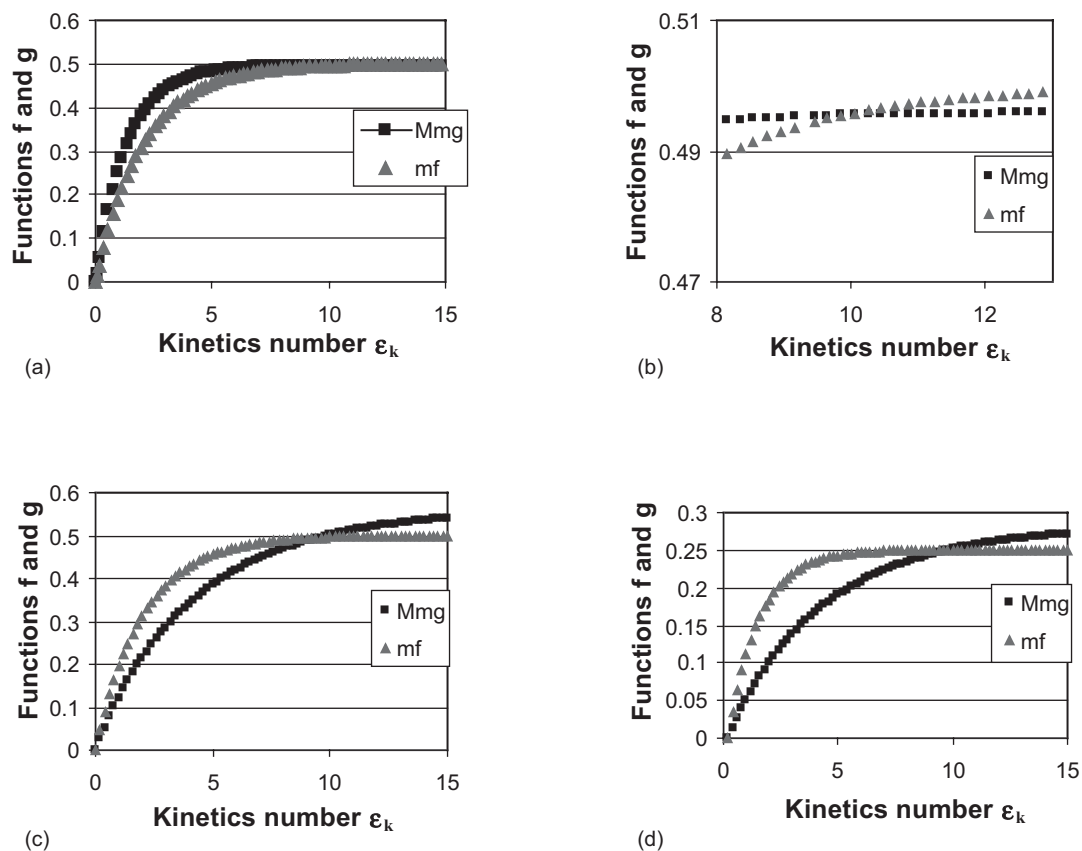 Functions f and g
0.6
0.5
0.4
0.3
0.2
0.1
0
0
5
10
15
Mmg
mf
Kinetics number εk
(a)
Functions f and g
0.51
0.49
0.47
8
10
12
Mmg
mf
Kinetics number εk
(b)
Functions f and g
0.6
0.5
0.4
0.3
0.2
0.1
0
0
5
10
15
Mmg
mf
Kinetics number εk
(c)
Functions f and g
0.3
0.25
0.2
0.15
0.1
0.05
0
0
5
10
15
Mmg
mf
Kinetics number εk
(d)